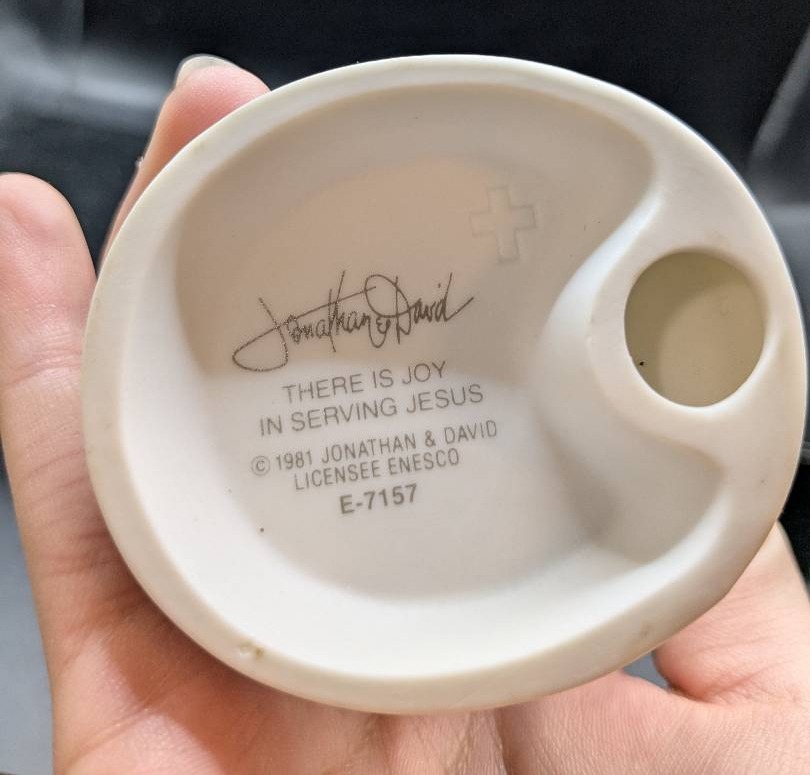 Jonathan & David
THERE IS JOY
IN SERVING JESUS
© 1981 JONATHAN & DAVID
LICENSEE ENESCO
E-7157